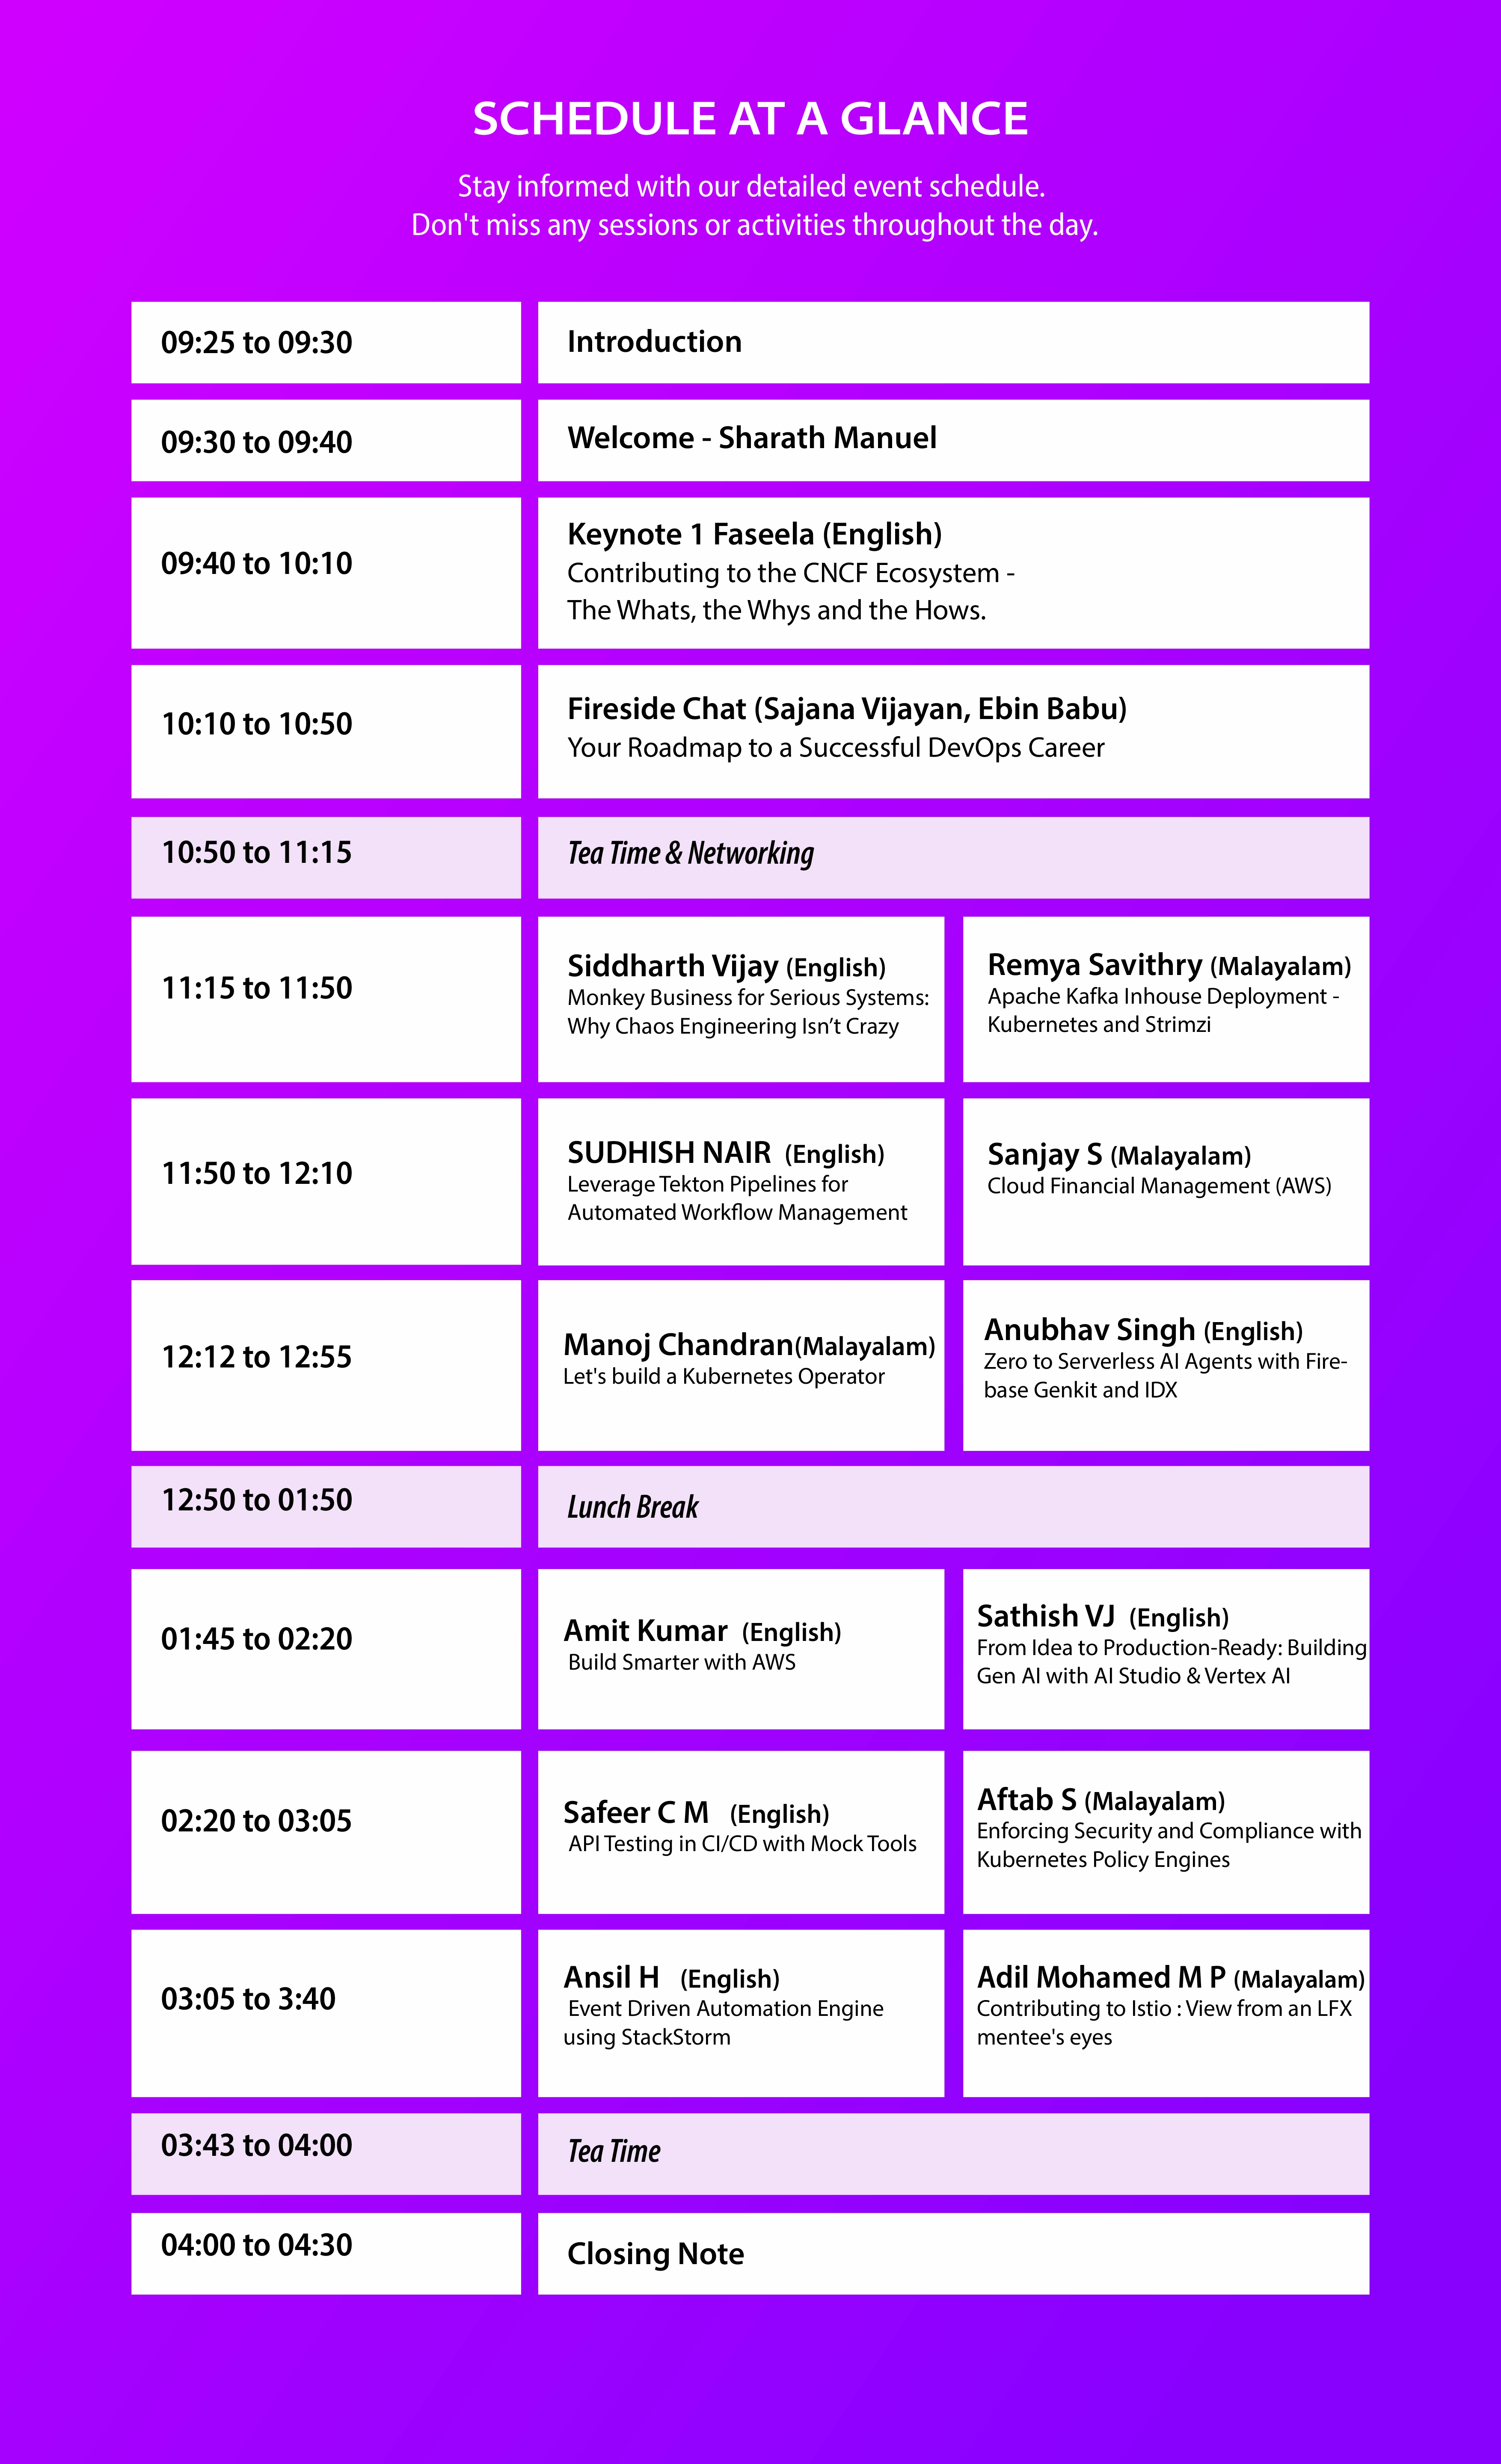 SCHEDULE AT A GLANCE
Stay informed with our detailed event schedule.
Don't miss any sessions or activities throughout the day.
09:25 to 09:30
Introduction
09:30 to 09:40
Welcome - Sharath Manuel
09:40 to 10:10
Keynote 1 Faseela (English)
Contributing to the CNCF Ecosystem -
The Whats, the Whys and the Hows.
10:10 to 10:50
Fireside Chat (Sajana Vijayan, Ebin Babu)
Your Roadmap to a Successful DevOps Career
10:50 to 11:15
Tea Time & Networking
11:15 to 11:50
Siddharth Vijay (English)
Monkey Business for Serious Systems:
Why Chaos Engineering Isn’t Crazy
Remya Savithry (Malayalam)
Apache Kafka Inhouse Deployment -
Kubernetes and Strimzi
11:50 to 12:10
SUDHISH NAIR (English)
Leverage Tekton Pipelines for
Automated Workflow Management
Sanjay S (Malayalam)
Cloud Financial Management (AWS)
12:12 to 12:55
Manoj Chandran(Malayalam)
Let's build a Kubernetes Operator
Anubhav Singh (English)
Zero to Serverless AI Agents with Fire-
base Genkit and IDX
12:50 to 01:50
Lunch Break
01:45 to 02:20
Amit Kumar (English)
Build Smarter with AWS
Sathish VJ (English)
From Idea to Production-Ready: Building
Gen AI with AI Studio & Vertex AI
02:20 to 03:05
Safeer C M (English)
API Testing in CI/CD with Mock Tools
Aftab S (Malayalam)
Enforcing Security and Compliance with
Kubernetes Policy Engines
03:05 to 3:40
Ansil H (English)
Event Driven Automation Engine
using StackStorm
Adil Mohamed M P (Malayalam)
Contributing to Istio : View from an LFX
mentee's eyes
03:43 to 04:00
Tea Time
04:00 to 04:30
Closing Note